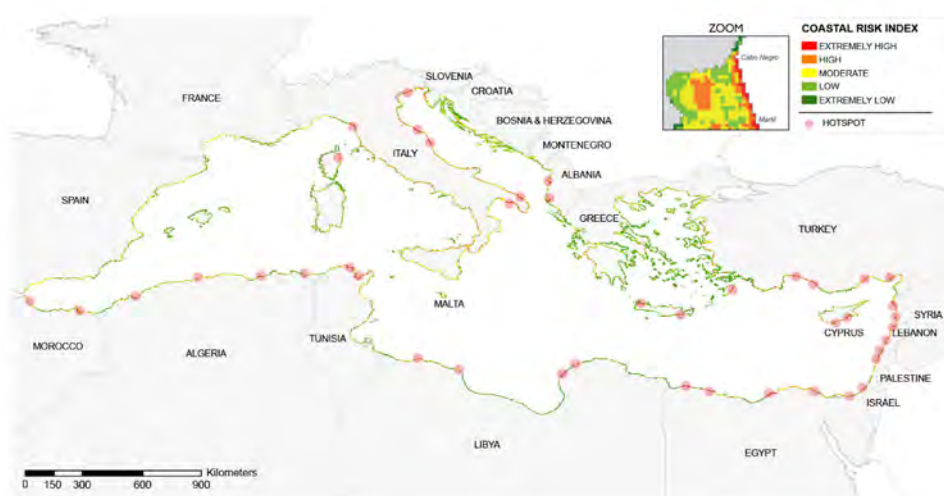 ZOOM
Cabo Negro
Martil
COASTAL RISK INDEX
EXTREMELY HIGH
HIGH
MODERATE
LOW
EXTREMELY LOW
HOTSPOT
SLOVENIA
CROATIA
FRANCE
BOSNIA & HERZEGOVINA
MONTENEGRO
ITALY
ALBANIA
SPAIN
GREECE
TURKEY
MALTA
CYPRUS
SYRIA
LEBANON
MOROCCO
ALGERIA
TUNISIA
PALESTINE
ISRAEL
LIBYA
EGYPT
Kilometers
0 150 300 600 900